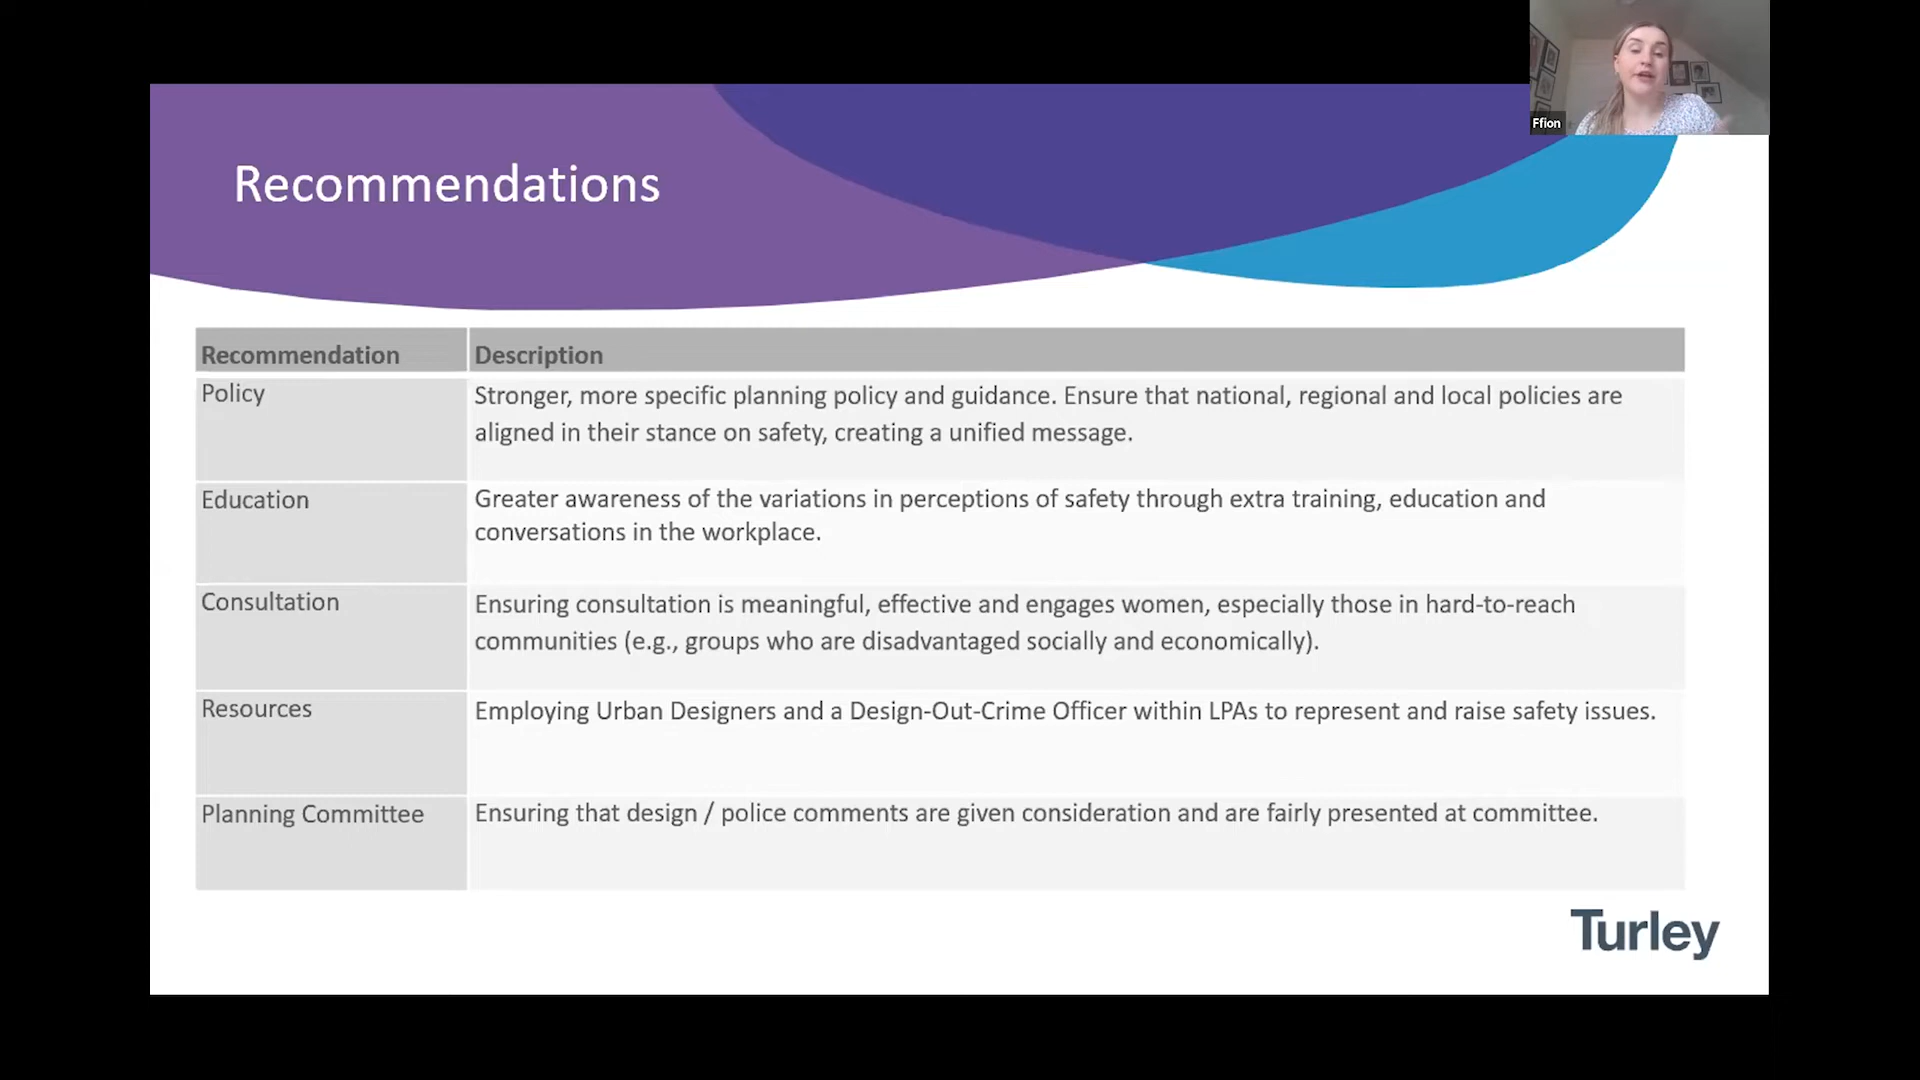 Ffion
Recommendations
Recommendation
Description
Policy
Stronger, more specific planning policy and guidance. Ensure that national, regional and local policies are
aligned in their stance on safety, creating a unified message.
Education
Greater awareness of the variations in perceptions of safety through extra training, education and
conversations in the workplace.
Consultation
Ensuring consultation is meaningful, effective and engages women, especially those in hard-to-reach
communities (e.g., groups who are disadvantaged socially and economically).
Resources
Employing Urban Designers and a Design-Out-Crime Officer within LPAs to represent and raise safety issues.
Planning Committee
Ensuring that design / police comments are given consideration and are fairly presented at committee.
Turley